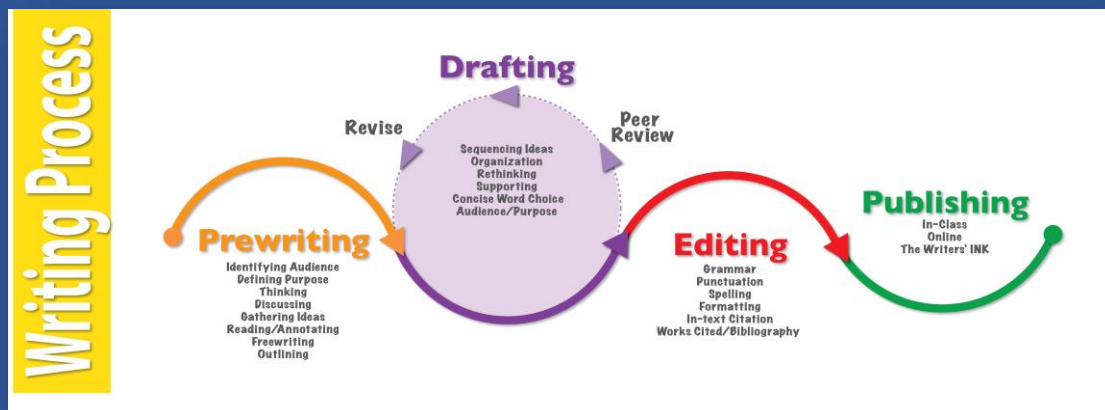 Writing Process
Prewriting
Identifying Audience
Defining Purpose
Thinking
Discussing
Gathering Ideas
Reading/Annotating
Freewriting
Outlining
Drafting
Revise
Peer
Review
Sequencing Ideas
Organization
Rethinking
Supporting
Concise Word Choice
Audience/Purpose
Editing
Grammar
Punctuation
Spelling
Formatting
In-text Citation
Works Cited/Bibliography
Publishing
In-Class
Online
The Writers' INK